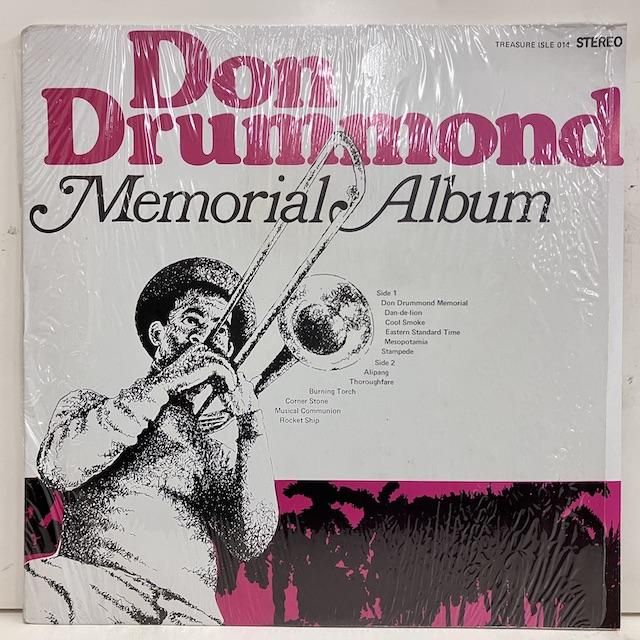 TREASURE ISLE 014 STEREO
Don
Drummond
Memorial Album
Side 1
Don Drummond Memorial
Dan-de-lion
Cool Smoke
Eastern Standard Time
Mesopotamia
Stampede
Side 2
Alipang
Thoroughfare
Burning Torch
Corner Stone
Musical Communion
Rocket Ship